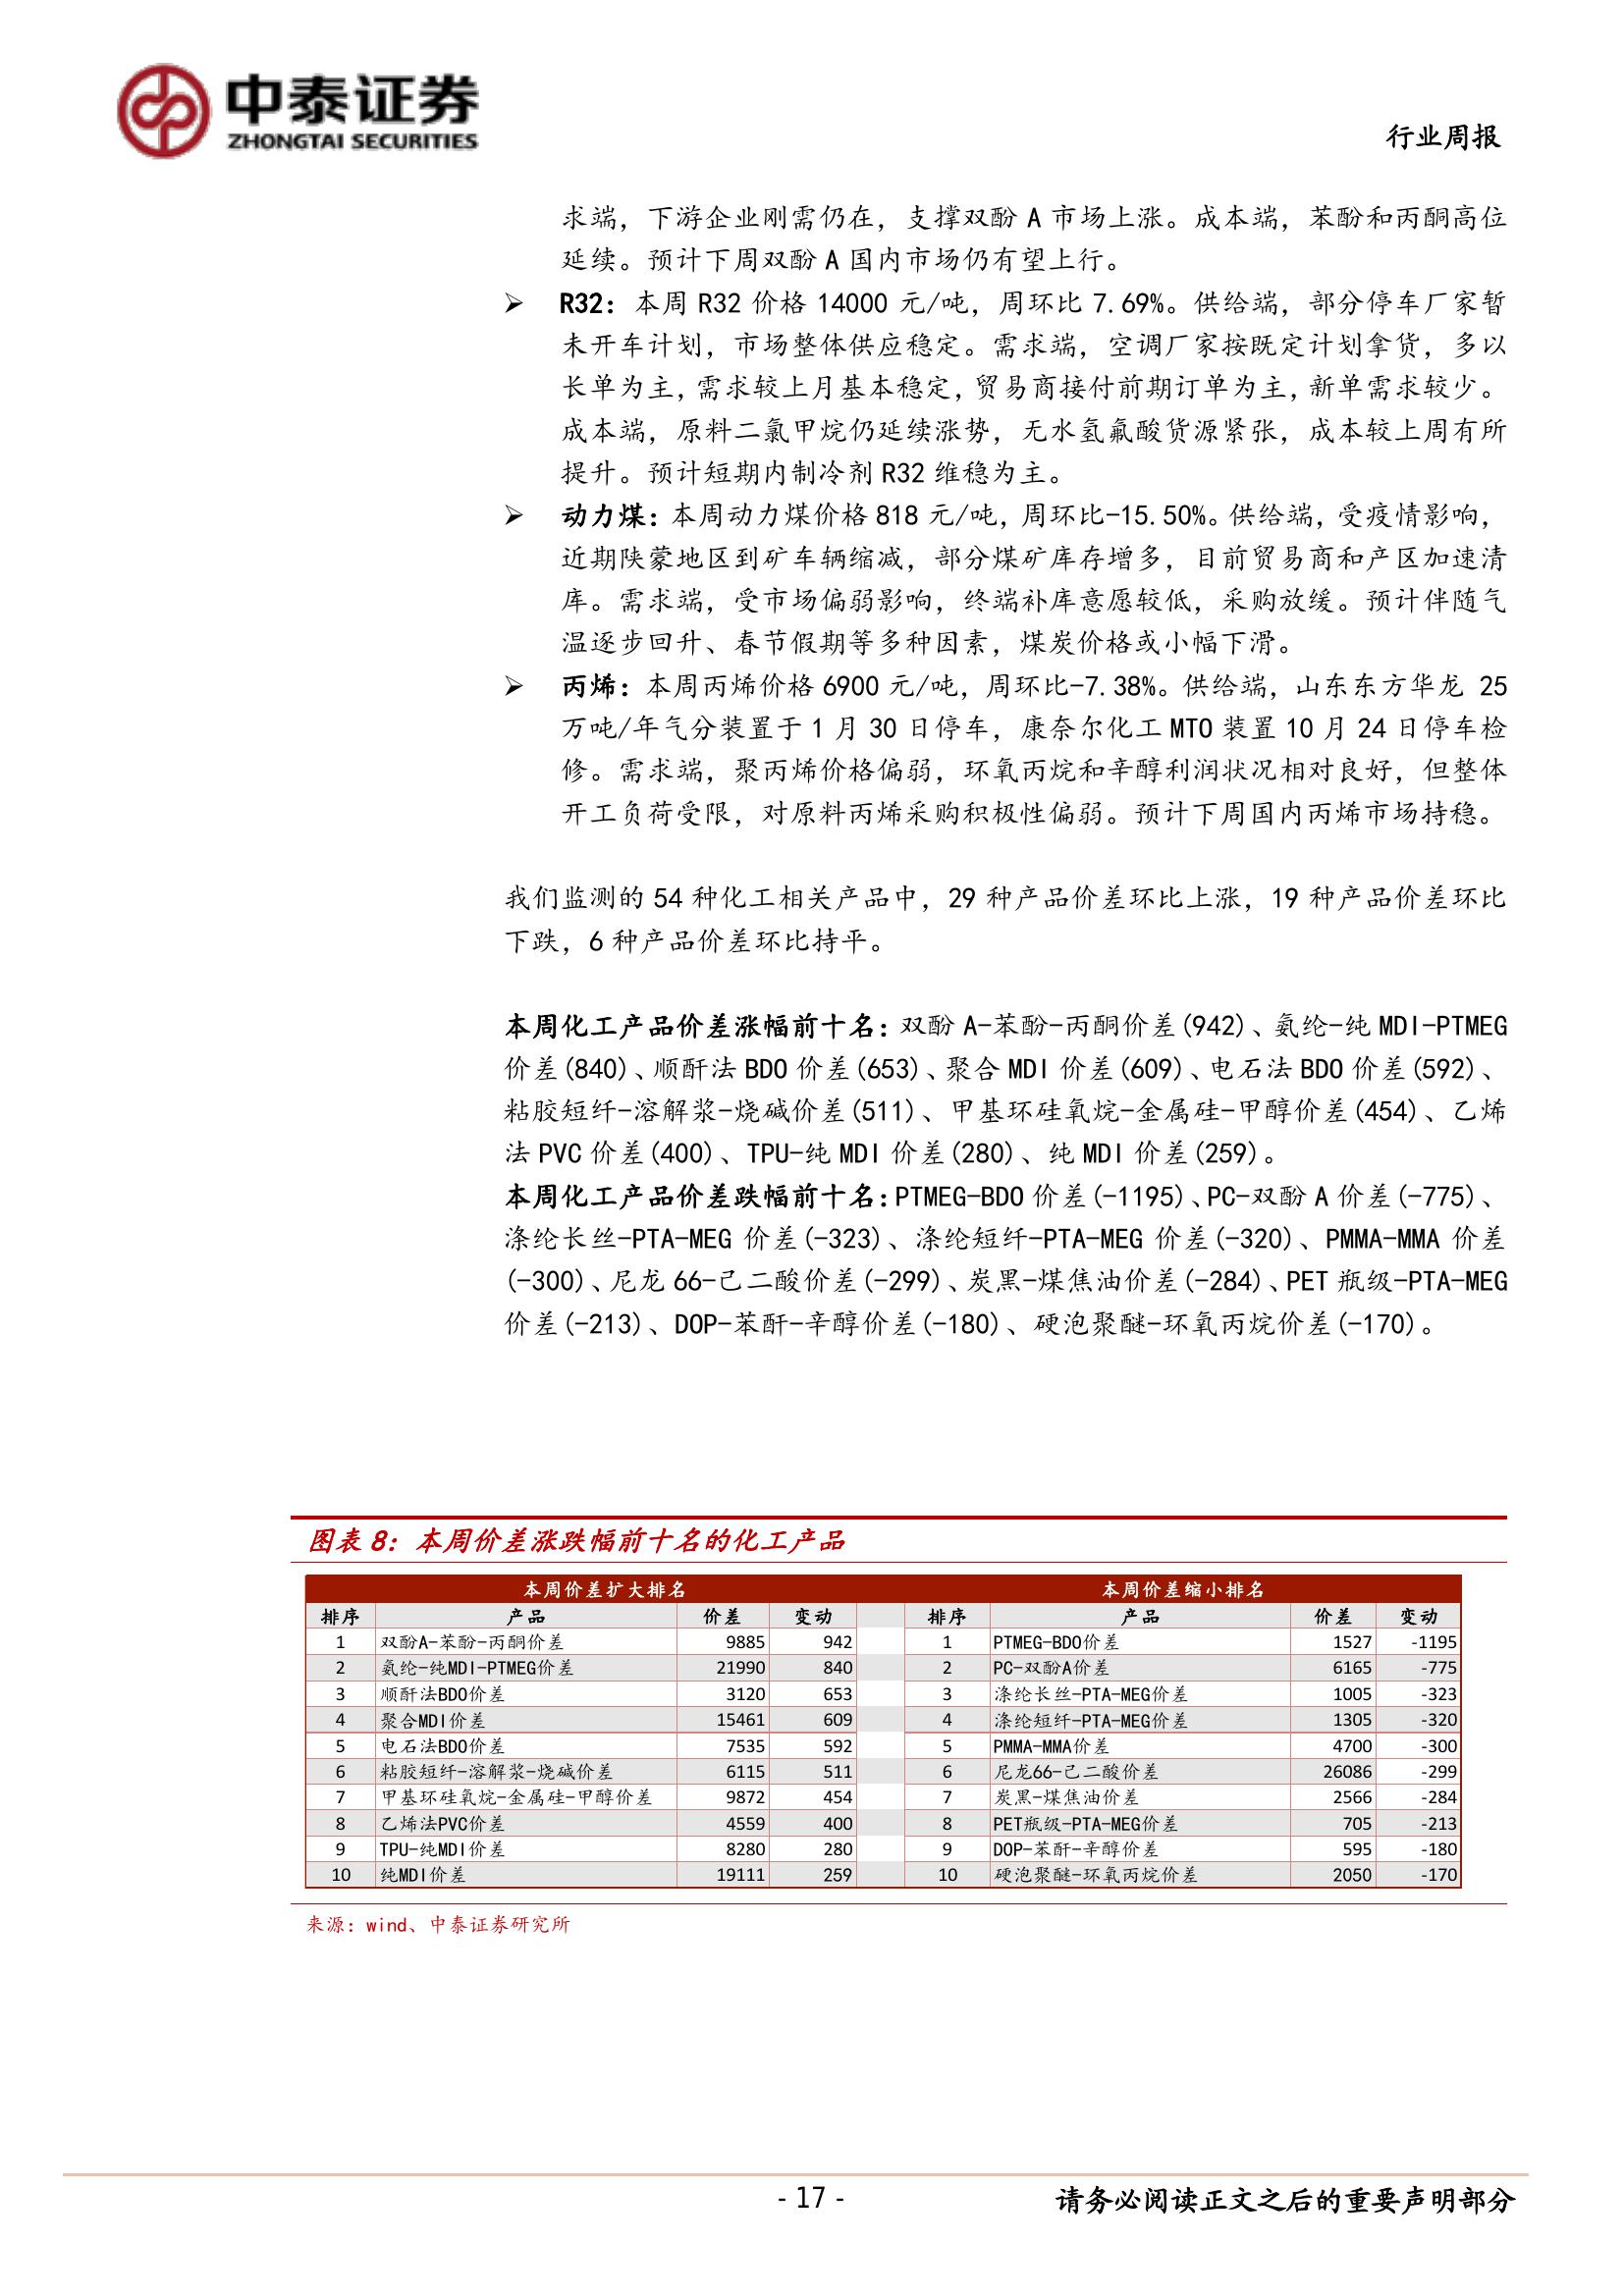 中泰证券
ZHONGTAI SECURITIES
行业周报
求端，下游企业刚需仍在，支撑双酚 A 市场上涨。成本端，苯酚和丙酮高位
延续。预计下周双酚 A 国内市场仍有望上行。
➢ R32：本周 R32 价格 14000 元/吨，周环比 7.69%。供给端，部分停车厂家暂
未开车计划，市场整体供应稳定。需求端，空调厂家按既定计划拿货，多以
长单为主，需求较上月基本稳定，贸易商接付前期订单为主，新单需求较少。
成本端，原料二氯甲烷仍延续涨势，无水氢氟酸货源紧张，成本较上周有所
提升。预计短期内制冷剂 R32 维稳为主。
➢ 动力煤：本周动力煤价格 818 元/吨，周环比-15.50%。供给端，受疫情影响，
近期陕蒙地区到矿车辆缩减，部分煤矿库存增多，目前贸易商和产区加速清
库。需求端，受市场偏弱影响，终端补库意愿较低，采购放缓。预计伴随气
温逐步回升、春节假期等多种因素，煤炭价格或小幅下滑。
➢ 丙烯：本周丙烯价格 6900 元/吨，周环比-7.38%。供给端，山东东方华龙 25
万吨/年气分装置于 1 月 30 日停车，康奈尔化工 MTO 装置 10 月 24 日停车检
修。需求端，聚丙烯价格偏弱，环氧丙烷和辛醇利润状况相对良好，但整体
开工负荷受限，对原料丙烯采购积极性偏弱。预计下周国内丙烯市场持稳。
我们监测的 54 种化工相关产品中，29 种产品价差环比上涨，19 种产品价差环比
下跌，6 种产品价差环比持平。
本周化工产品价差涨幅前十名：双酚 A-苯酚-丙酮价差(942)、氨纶-纯 MDI-PTMEG
价差(840)、顺酐法 BDO 价差(653)、聚合 MDI 价差(609)、电石法 BDO 价差(592)、
粘胶短纤-溶解浆-烧碱价差(511)、甲基环硅氧烷-金属硅-甲醇价差(454)、乙烯
法 PVC 价差(400)、TPU-纯 MDI 价差(280)、纯 MDI 价差(259)。
本周化工产品价差跌幅前十名：PTMEG-BDO 价差(-1195)、PC-双酚 A 价差(-775)、
涤纶长丝-PTA-MEG 价差(-323)、涤纶短纤-PTA-MEG 价差(-320)、PMMA-MMA 价差
(-300)、尼龙 66-己二酸价差(-299)、炭黑-煤焦油价差(-284)、PET 瓶级-PTA-MEG
价差(-213)、DOP-苯酐-辛醇价差(-180)、硬泡聚醚-环氧丙烷价差(-170)。
图表 8：本周价差涨跌幅前十名的化工产品
本周价差扩大排名 本周价差缩小排名
排序 产品 价差 变动 排序 产品 价差 变动
1 双酚A-苯酚-丙酮价差 9885 942 1 PTMEG-BDO价差 1527 -1195
2 氨纶-纯MDI-PTMEG价差 21990 840 2 PC-双酚A价差 6165 -775
3 顺酐法BDO价差 3120 653 3 涤纶长丝-PTA-MEG价差 1005 -323
4 聚合MDI价差 15461 609 4 涤纶短纤-PTA-MEG价差 1305 -320
5 电石法BDO价差 7535 592 5 PMMA-MMA价差 4700 -300
6 粘胶短纤-溶解浆-烧碱价差 6115 511 6 尼龙66-己二酸价差 26086 -299
7 甲基环硅氧烷-金属硅-甲醇价差 9872 454 7 炭黑-煤焦油价差 2566 -284
8 乙烯法PVC价差 4559 400 8 PET瓶级-PTA-MEG价差 705 -213
9 TPU-纯MDI价差 8280 280 9 DOP-苯酐-辛醇价差 595 -180
10 纯MDI价差 19111 259 10 硬泡聚醚-环氧丙烷价差 2050 -170
来源：wind、中泰证券研究所
- 17 -
请务必阅读正文之后的重要声明部分